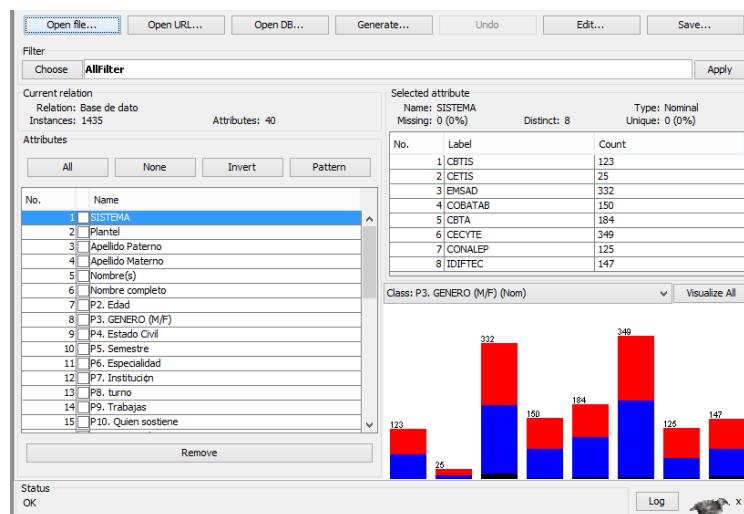 Open file... Open URL... Open DB... Generate... Undo Edit... Save...
Filter
Choose AllFilter Apply
Current relation
Relation: Base de dato
Instances: 1435 Attributes: 40
Attributes
All None Invert Pattern
No. Name
1 SISTEMA
2 Plantel
3 Apellido Paterno
4 Apellido Materno
5 Nombre(s)
6 Nombre completo
7 P2. Edad
8 P3. GENERO (M/F)
9 P4. Estado Civil
10 P5. Semestre
11 P6. Especialidad
12 P7. Instituci¢n
13 P8. turno
14 P9. Trabajas
15 P10. Quien sostiene
Remove
Selected attribute
Name: SISTEMA Type: Nominal
Missing: 0 (0%) Distinct: 8 Unique: 0 (0%)
No. Label Count
1 CBTIS 123
2 CETIS 25
3 EMSAD 332
4 COBATAB 150
5 CBTA 184
6 CECYTE 349
7 CONALEP 125
8 IDIFTEC 147
Class: P3. GENERO (M/F) (Nom) Visualize All
123 25 332 150 184 349 125 147
Status
OK
Log x